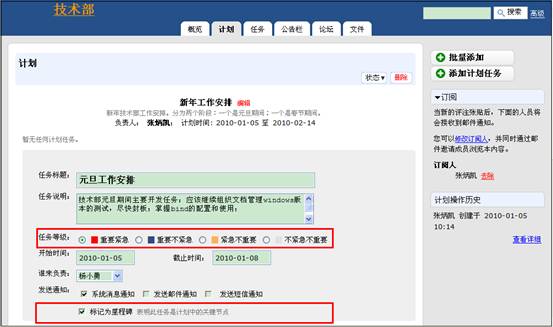 技术部
搜索 高级
概览 计划 任务 公告栏 论坛 文件
计划
状态▾ 删除
新年工作安排 编辑
新年技术部工作安排。分为两个阶段:一个是元旦期间;一个是春节期间。
负责人: 张炳凯: 计划时间:2010-01-05 至 2010-02-14
暂无任何计划任务。
任务标题: 元旦工作安排
任务说明: 技术部元旦期间主要开发任务:应该继续组织文档管理windows版
本的测试,尽快封板;掌握bind的配置和使用;
任务等级: 重要紧急 重要不紧急 紧急不重要 不紧急不重要
开始时间: 2010-01-05 截止时间: 2010-01-08
谁来负责: 杨小勇
发送通知: 系统消息通知 发送邮件通知 发送短信通知
标记为里程碑 表明此任务是计划中的关键节点
批量添加
添加计划任务
▾订阅
当新的评注张贴后,下面的人员将
会接收到邮件通知。
您可以修改订阅人,并同时通过邮
件邀请成员浏览本内容。
订阅人
张炳凯 去除
计划操作历史
张炳凯 创建于 2010-01-05
10:14
查看详细